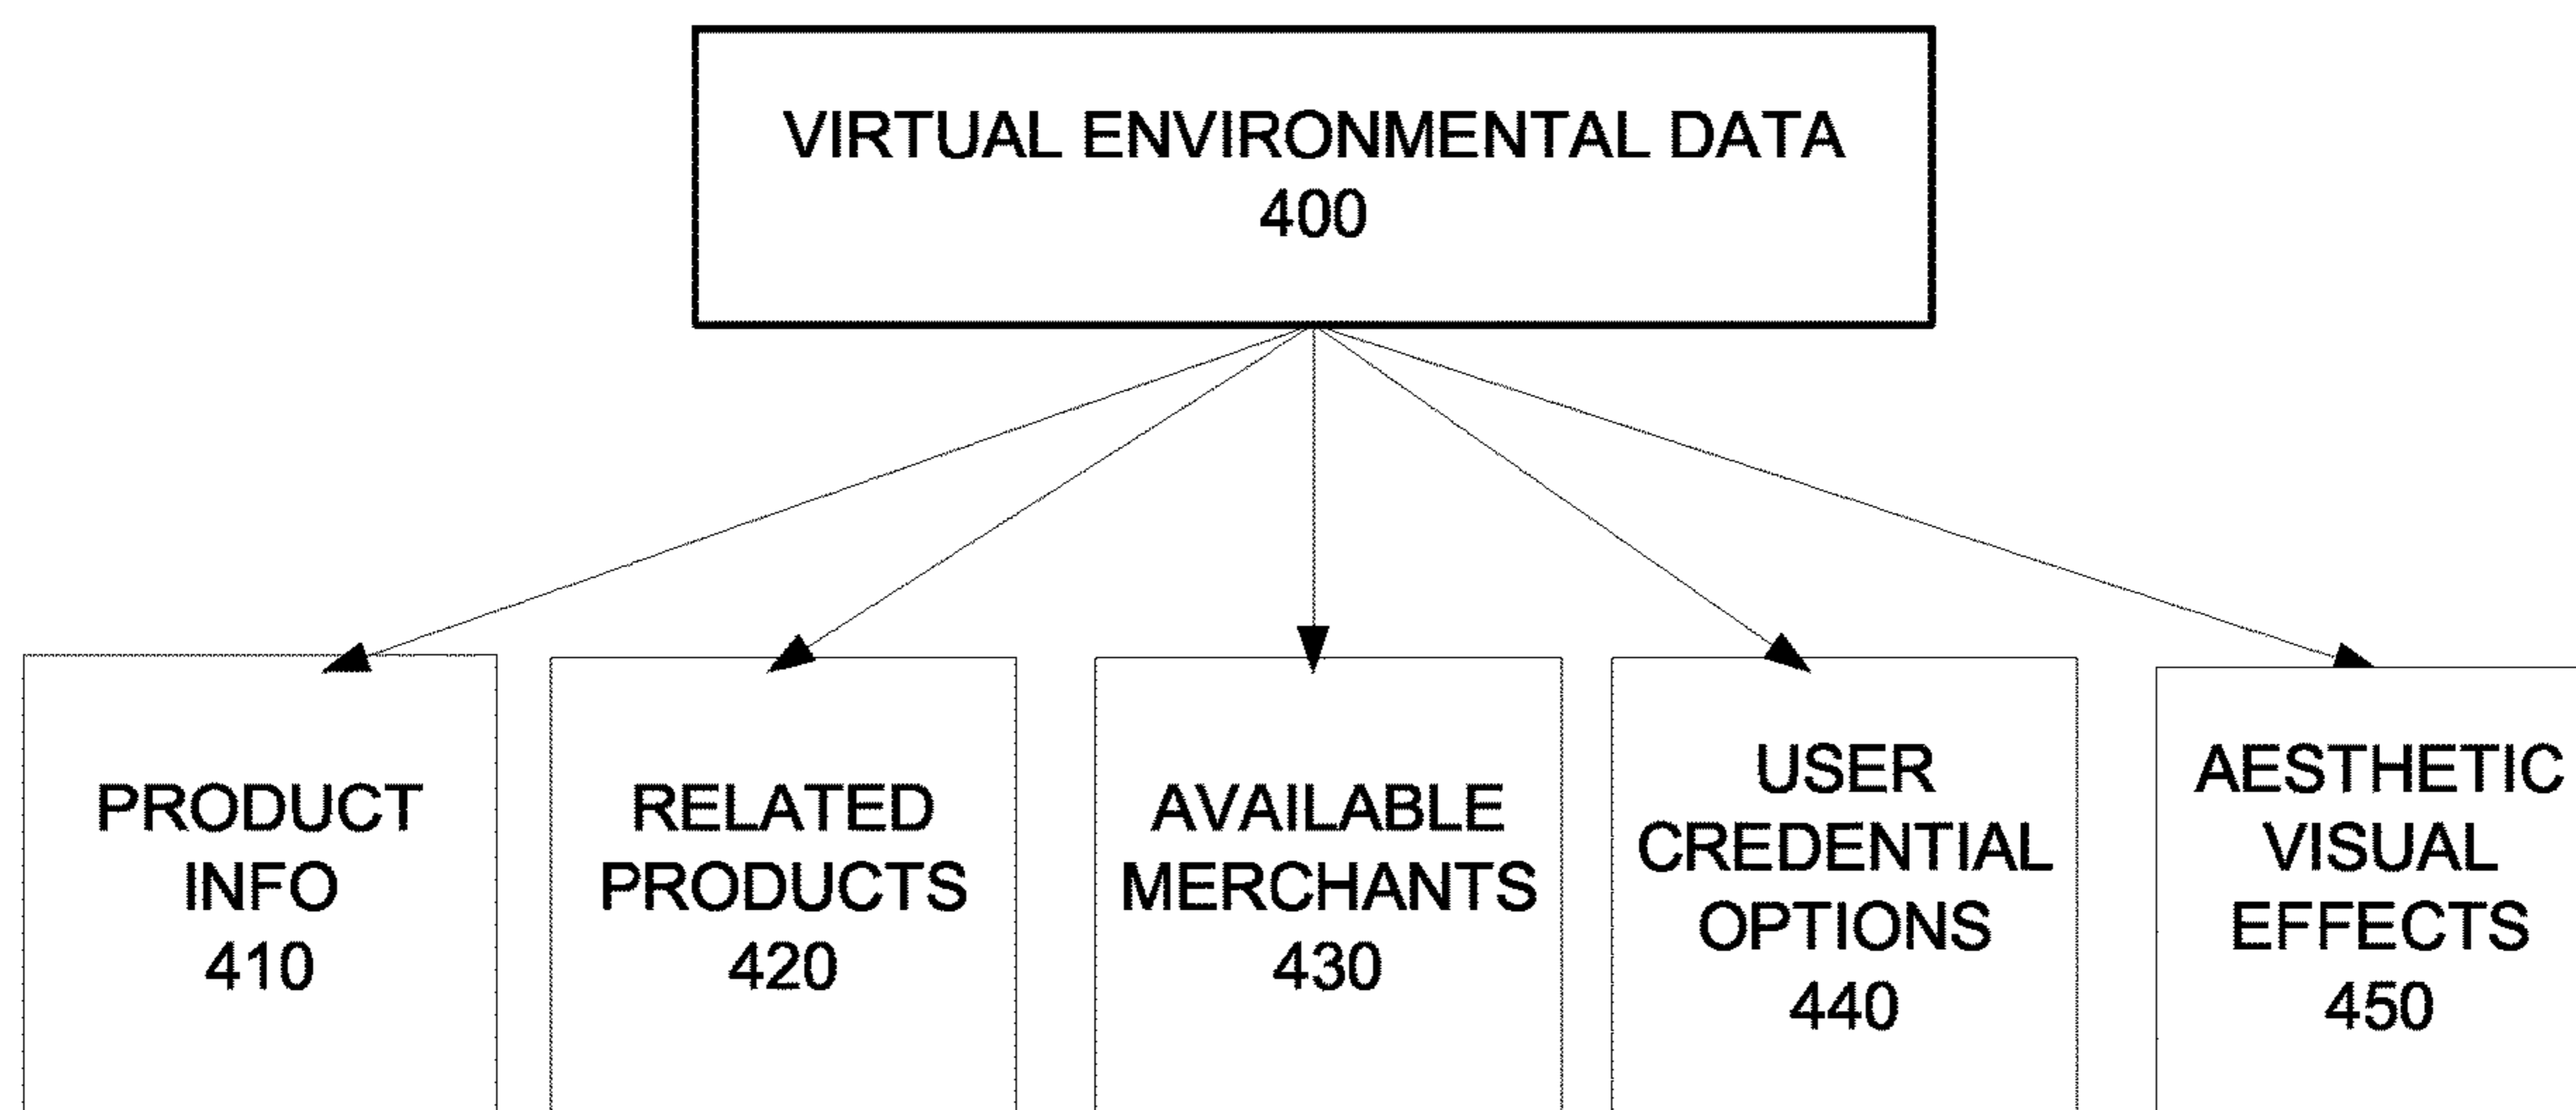 VIRTUAL ENVIRONMENTAL DATA
400
PRODUCT
INFO
410
RELATED
PRODUCTS
420
AVAILABLE
MERCHANTS
430
USER
CREDENTIAL
OPTIONS
440
AESTHETIC
VISUAL
EFFECTS
450